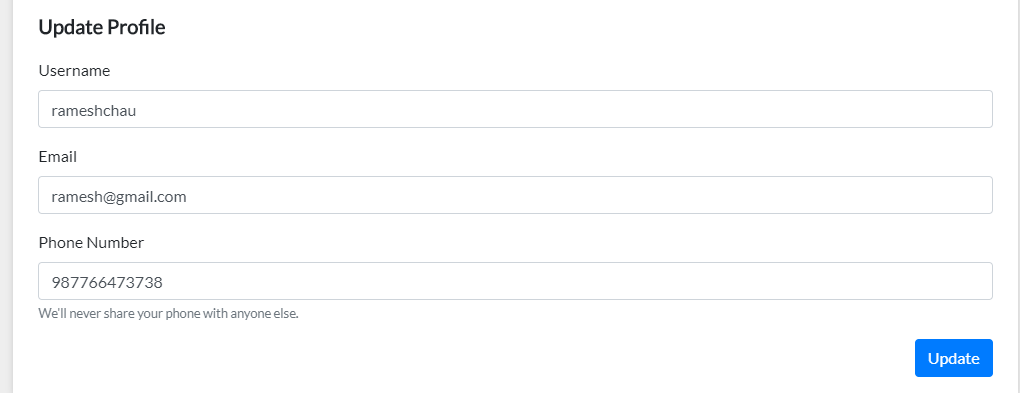 Update Profile
Username
rameshchau
Email
ramesh@gmail.com
Phone Number
987766473738
We'll never share your phone with anyone else.
Update